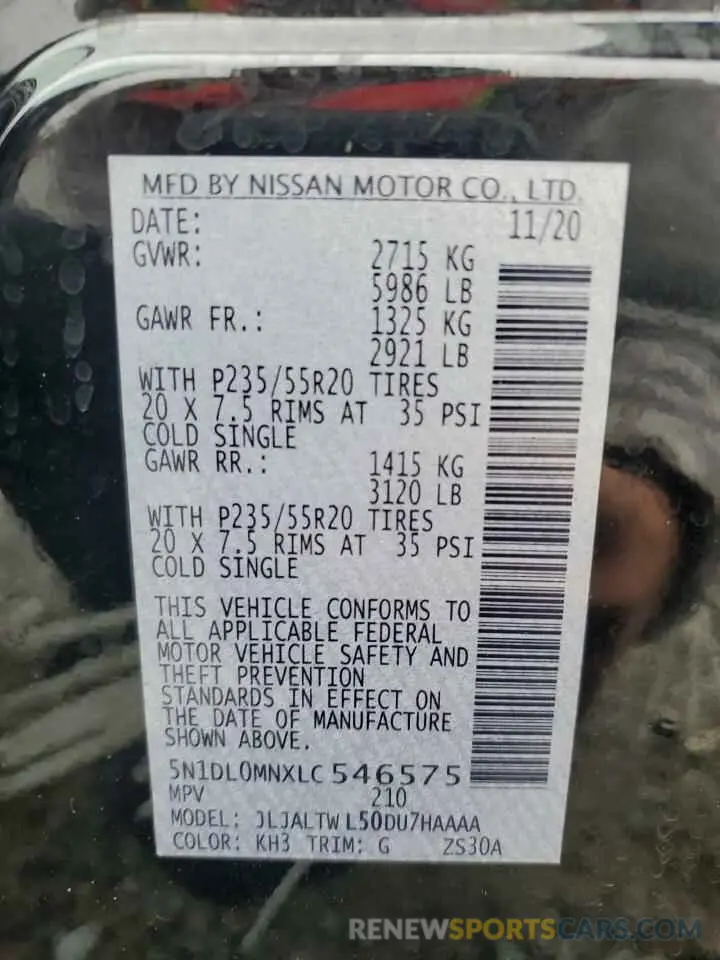 MFD BY NISSAN MOTOR CO., LTD.
DATE: 11/20
GVWR: 2715 KG
5986 LB
GAWR FR.: 1325 KG
2921 LB
WITH P235/55R20 TIRES
20 X 7.5 RIMS AT 35 PSI
COLD SINGLE
GAWR RR.: 1415 KG
3120 LB
WITH P235/55R20 TIRES
20 X 7.5 RIMS AT 35 PSI
COLD SINGLE
THIS VEHICLE CONFORMS TO
ALL APPLICABLE FEDERAL
MOTOR VEHICLE SAFETY AND
THEFT PREVENTION
STANDARDS IN EFFECT ON
THE DATE OF MANUFACTURE
SHOWN ABOVE.
5N1DL0MNXLC 546575
MPV 210
MODEL: JLJALTW L50DU7HAAAA
COLOR: KH3 TRIM: G ZS30A
RENEWSPORTSCARS.COM